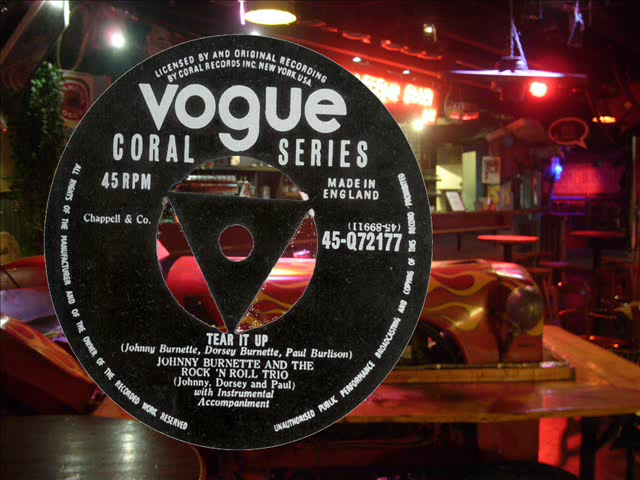 LICENSED BY AND ORIGINAL RECORDING
BY CORAL RECORDS INC. NEW YORK, U.S.A.
vogue
CORAL SERIES
45 RPM
MADE IN
ENGLAND
Chappell & Co.
(45-89911)
45-Q72177
TEAR IT UP
(Johnny Burnette, Dorsey Burnette, Paul Burlison)
JOHNNY BURNETTE AND THE
ROCK 'N ROLL TRIO
(Johnny, Dorsey and Paul)
with Instrumental
Accompaniment
ALL RIGHTS OF THE MANUFACTURER AND OF THE OWNER OF THE RECORDED WORK RESERVED
UNAUTHORISED PUBLIC PERFORMANCE BROADCASTING AND COPYING OF THIS RECORD PROHIBITED